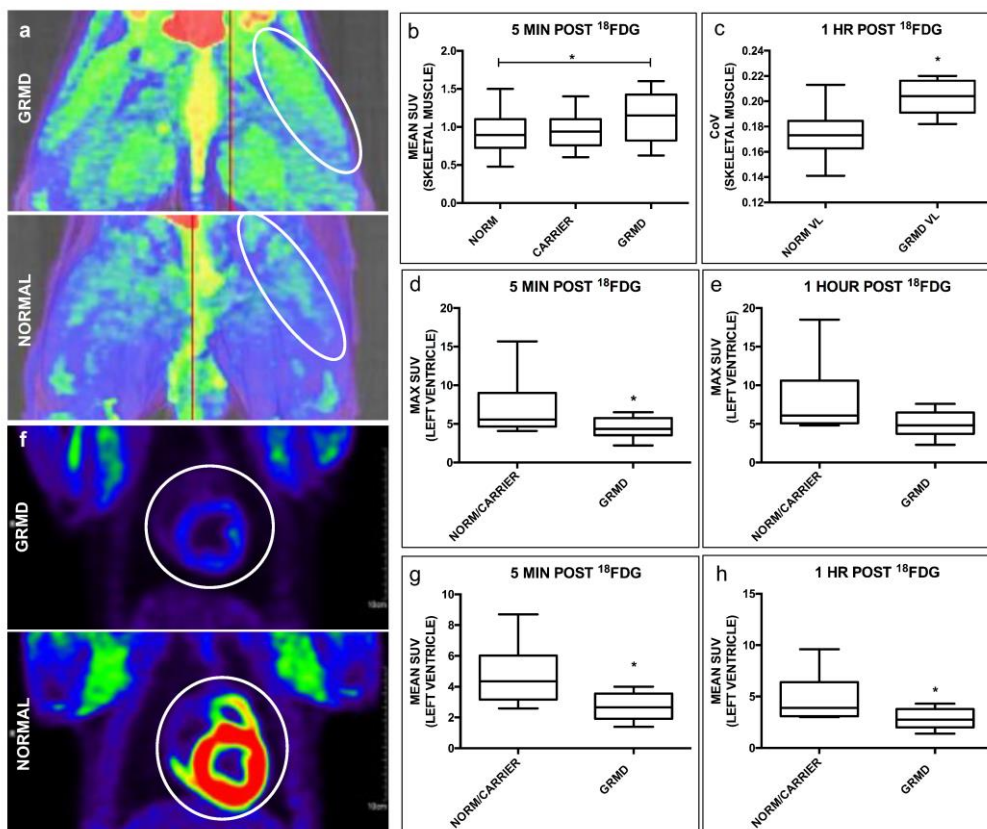 a
GRMD
NORMAL
b
5 MIN POST 18FDG
MEAN SUV
(SKELETAL MUSCLE)
2.0
1.5
1.0
0.5
0.0
*
NORM
CARRIER
GRMD
c
1 HR POST 18FDG
CoV
(SKELETAL MUSCLE)
0.24
0.22
0.20
0.18
0.16
0.14
0.12
*
NORM VL
GRMD VL
d
5 MIN POST 18FDG
MAX SUV
(LEFT VENTRICLE)
20
15
10
5
0
*
NORM/CARRIER
GRMD
e
1 HOUR POST 18FDG
MAX SUV
(LEFT VENTRICLE)
20
15
10
5
0
NORM/CARRIER
GRMD
f
GRMD
10cm
NORMAL
10cm
g
5 MIN POST 18FDG
MEAN SUV
(LEFT VENTRICLE)
10
8
6
4
2
0
*
NORM/CARRIER
GRMD
h
1 HR POST 18FDG
MEAN SUV
(LEFT VENTRICLE)
15
10
5
0
*
NORM/CARRIER
GRMD